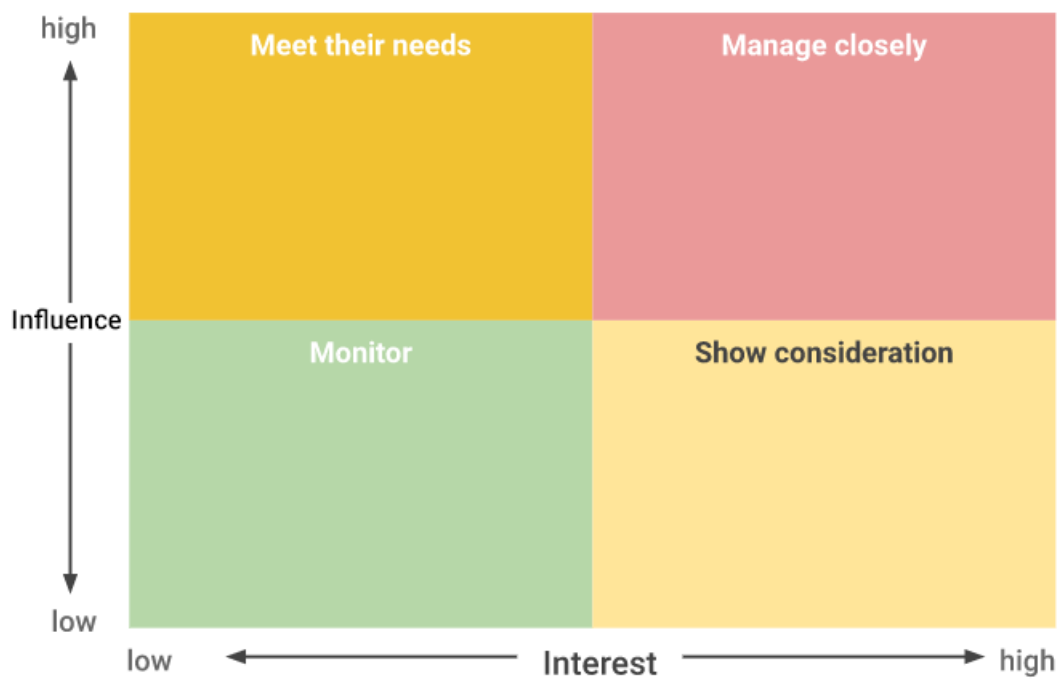 high
Meet their needs
Manage closely
Influence
Monitor
Show consideration
low
low
Interest
high